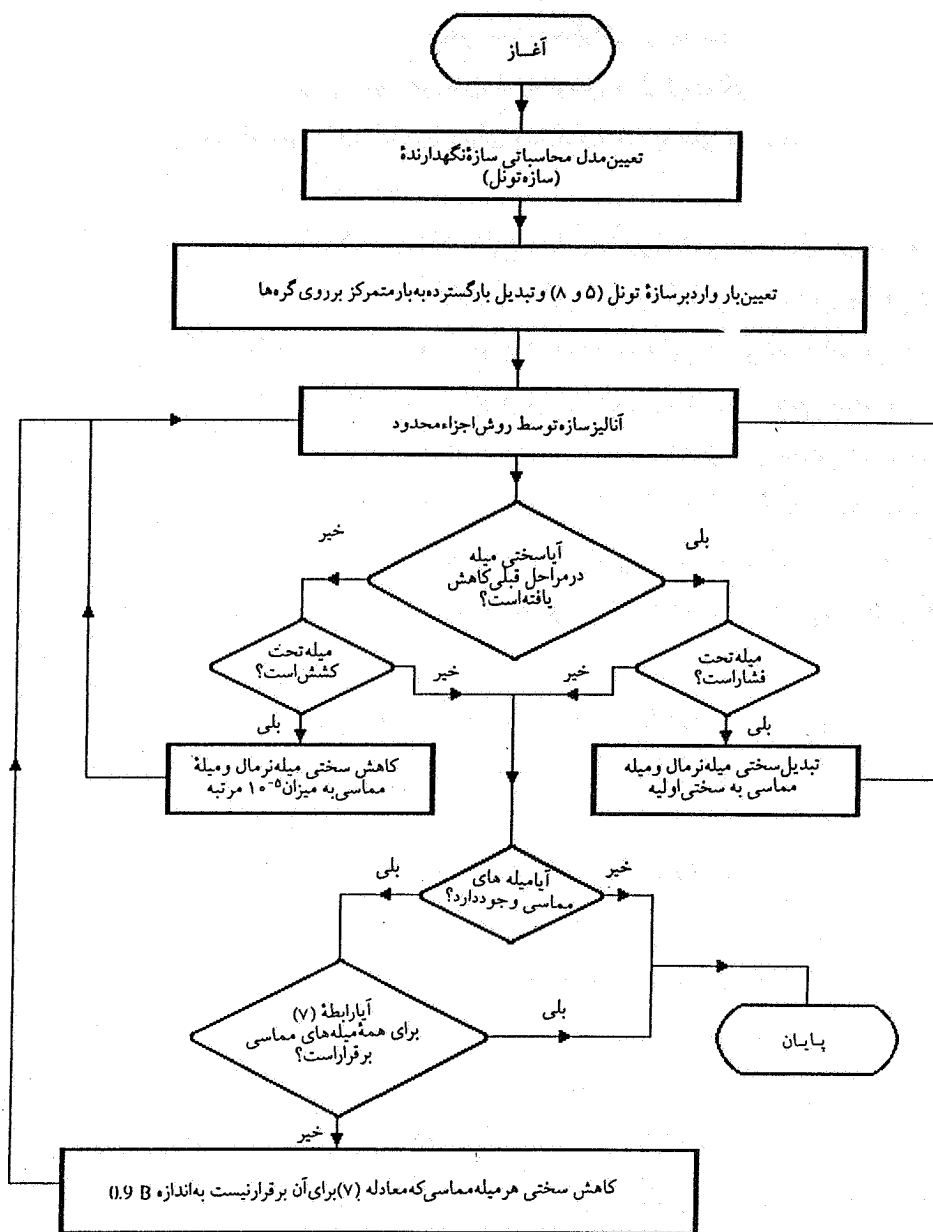 آغاز
تعیین مدل محاسباتی سازهٔ نگهدارندهٔ
(سازه تونل)
تعیین بار وارد بر سازهٔ تونل (۵ و ۸) و تبدیل بار گسترده به بار متمرکز بر روی گره ها
آنالیز سازه توسط روش اجزاء محدود
خیر
بلی
آیا سختی میله
در مراحل قبلی کاهش
یافته است؟
میله تحت
فشار است؟
میله تحت
کشش است؟
خیر
خیر
بلی
بلی
تبدیل سختی میله نرمال و میله
مماسی به سختی اولیه
کاهش سختی میله نرمال و میلهٔ
مماسی به میزان ۱۰⁻⁵ مرتبه
خیر
بلی
آیا میله های
مماسی وجود دارد؟
آیا رابطهٔ (۷)
برای همهٔ میله های مماسی
برقرار است؟
بلی
پایان
خیر
کاهش سختی هر میله مماسی که معادله (۷) برای آن برقرار نیست به اندازه 0.9 B